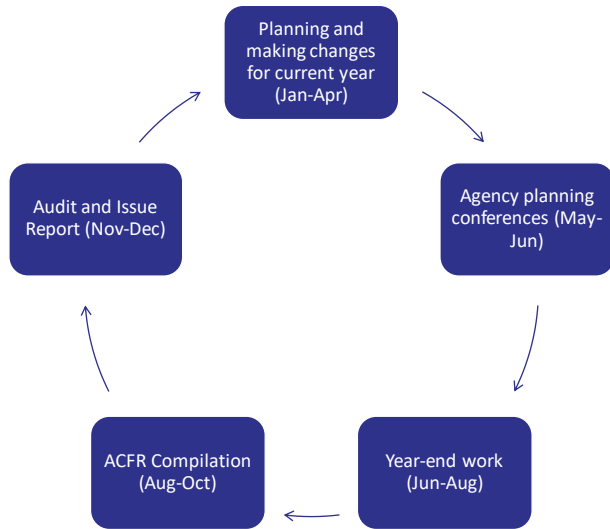 Planning and
making changes
for current year
(Jan-Apr)
Agency planning
conferences (May-
Jun)
Year-end work
(Jun-Aug)
ACFR Compilation
(Aug-Oct)
Audit and Issue
Report (Nov-Dec)